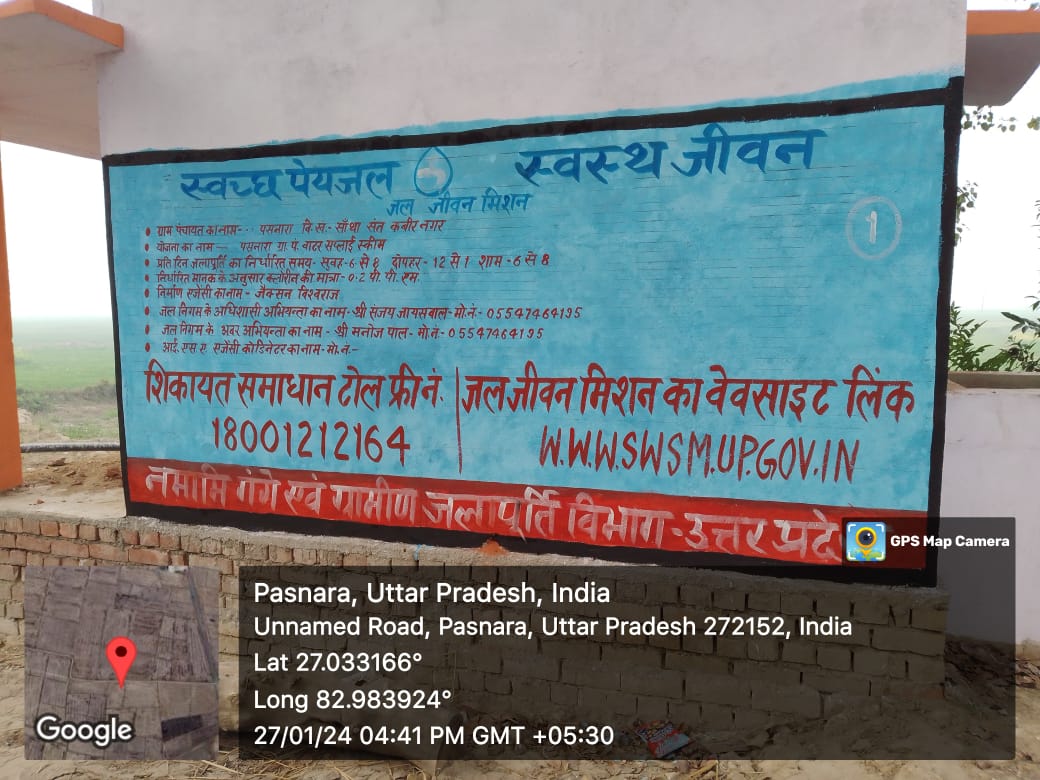 स्वच्छ पेयजल स्वस्थ जीवन
जल जीवन मिशन
1
ग्राम पंचायत का नाम- पसनारा वि.ख.- साँथा संत कबीर नगर
योजना का नाम - पसनारा ग्रा. पे. वाटर सप्लाई स्कीम
प्रति दिन जलापूर्ति का निर्धारित समय- सुबह-6 से 8 दोपहर-12 से 1 शाम-6 से 8
निर्धारित मानक के अनुसार क्लोरीन की मात्रा-0.2 पी. पी. एम.
निर्माण एजेंसी का नाम- जैक्सन विश्वराज
जल निगम के अधिशासी अभियन्ता का नाम-श्री संजय जायसवाल-मो.नं-05547464195
जल निगम के अवर अभियन्ता का नाम-श्री मनोज पाल-मो.नं:-05547464195
आई. एस ए एजेंसी कोर्डिनेटर का नाम-मो.न.-
शिकायत समाधान टोल फ्री नं. जल जीवन मिशन का वेवसाइट लिंक
18001212164 W.W.W.SWSM.UP.GOV.IN
नमामि गंगे एवं ग्रामीण जलापूर्ति विभाग-उत्तर प्रदे
GPS Map Camera
Pasnara, Uttar Pradesh, India
Unnamed Road, Pasnara, Uttar Pradesh 272152, India
Lat 27.033166°
Long 82.983924°
27/01/24 04:41 PM GMT +05:30
Google